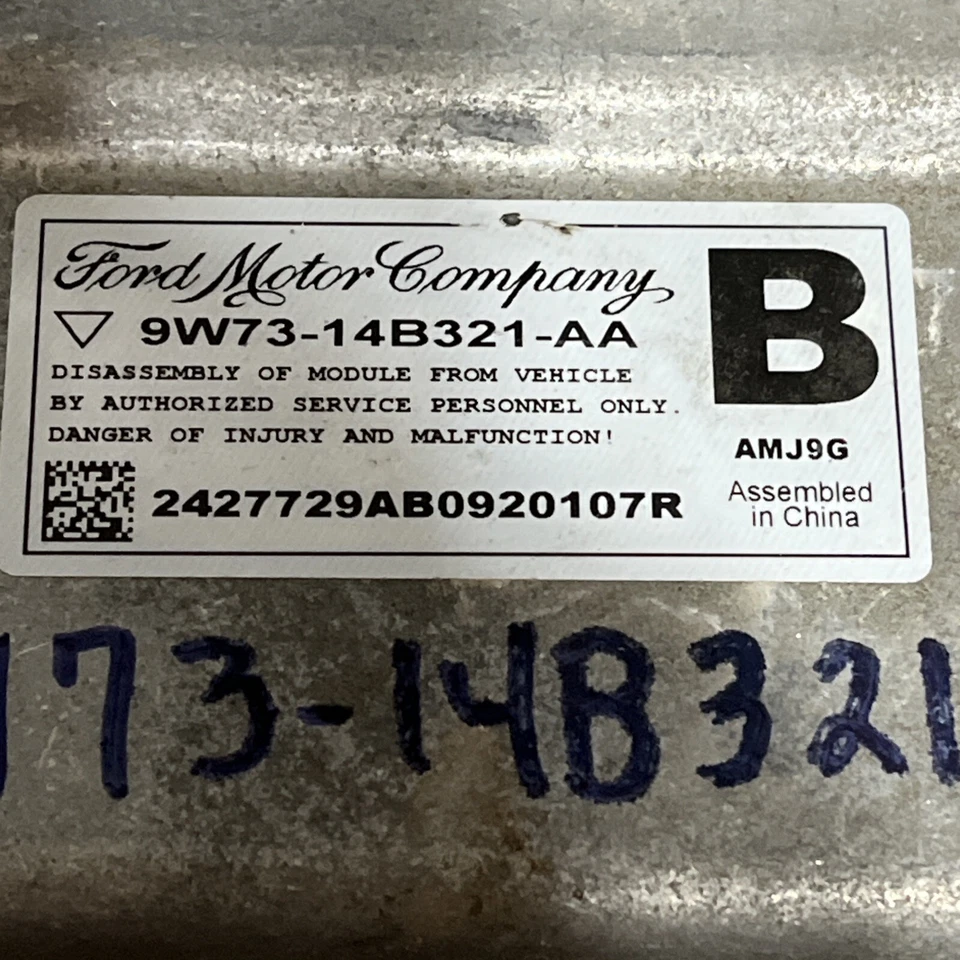 Ford Motor Company
9W73-14B321-AA
DISASSEMBLY OF MODULE FROM VEHICLE
BY AUTHORIZED SERVICE PERSONNEL ONLY.
DANGER OF INJURY AND MALFUNCTION!
2427729AB0920107R
B
AMJ9G
Assembled
in China
73-14B321